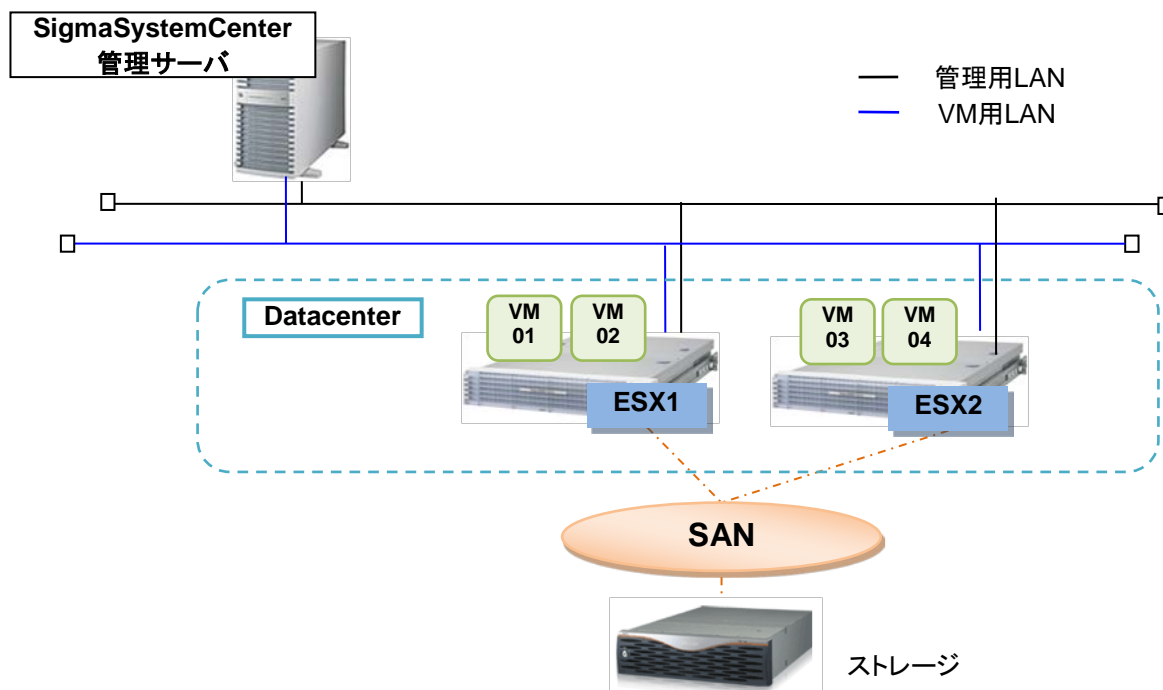 SigmaSystemCenter
管理サーバ
管理用LAN
VM用LAN
Datacenter
VM
01
VM
02
VM
03
VM
04
ESX1
ESX2
SAN
ストレージ